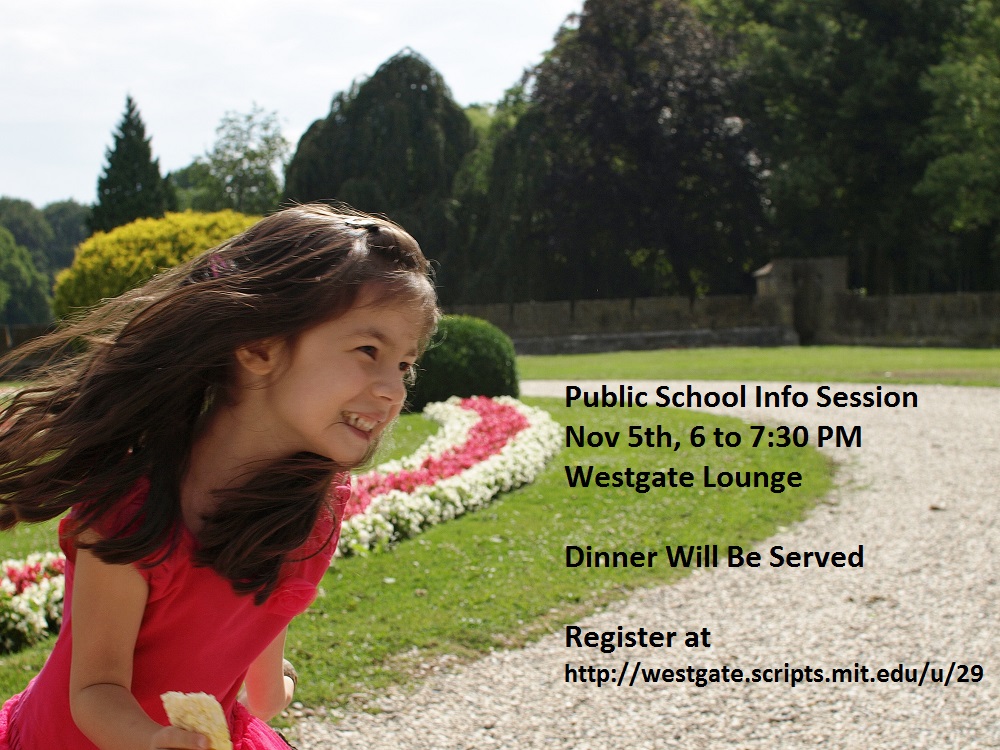 Public School Info Session
Nov 5th, 6 to 7:30 PM
Westgate Lounge
Dinner Will Be Served
Register at
http://westgate.scripts.mit.edu/u/29